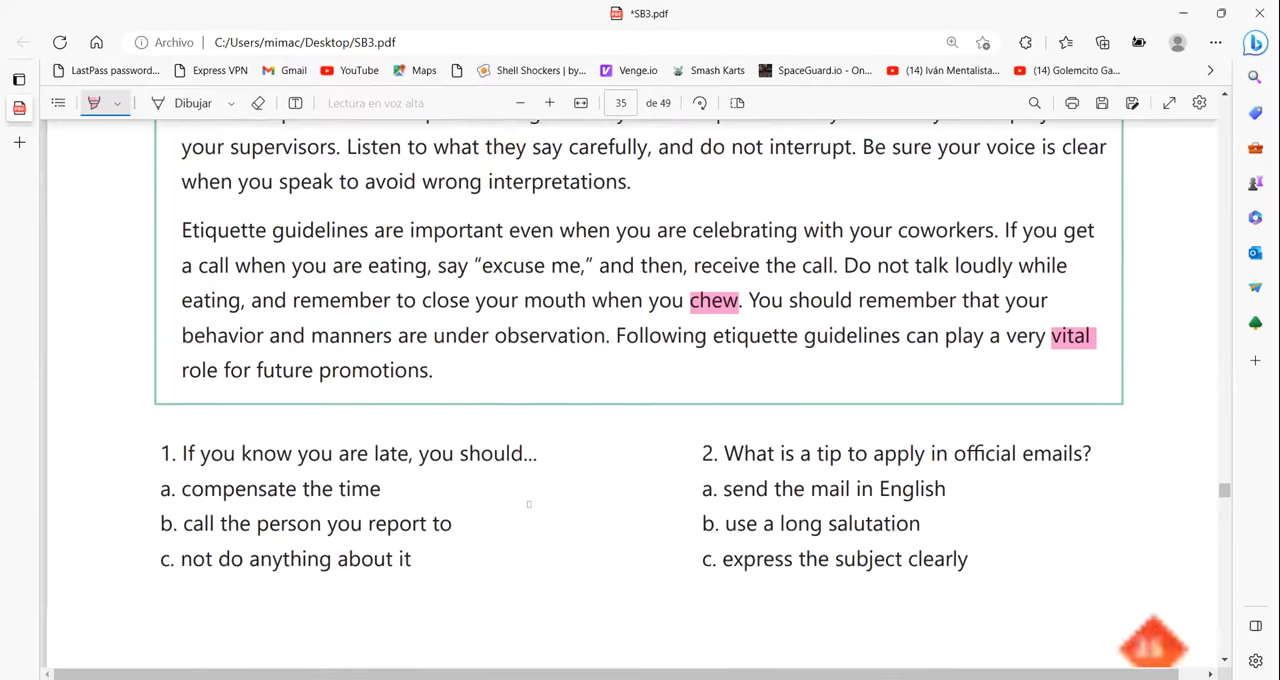 *SB3.pdf
Archivo C:/Users/mimac/Desktop/SB3.pdf
LastPass password... Express VPN Gmail YouTube Maps Shell Shockers | by... Venge.io Smash Karts SpaceGuard.io - On... (14) Iván Mentalista... (14) Golemcito Ga...
Dibujar Lectura en voz alta 35 de 49
your supervisors. Listen to what they say carefully, and do not interrupt. Be sure your voice is clear
when you speak to avoid wrong interpretations.
Etiquette guidelines are important even when you are celebrating with your coworkers. If you get
a call when you are eating, say “excuse me,” and then, receive the call. Do not talk loudly while
eating, and remember to close your mouth when you chew. You should remember that your
behavior and manners are under observation. Following etiquette guidelines can play a very vital
role for future promotions.
1. If you know you are late, you should...
a. compensate the time
b. call the person you report to
c. not do anything about it
2. What is a tip to apply in official emails?
a. send the mail in English
b. use a long salutation
c. express the subject clearly